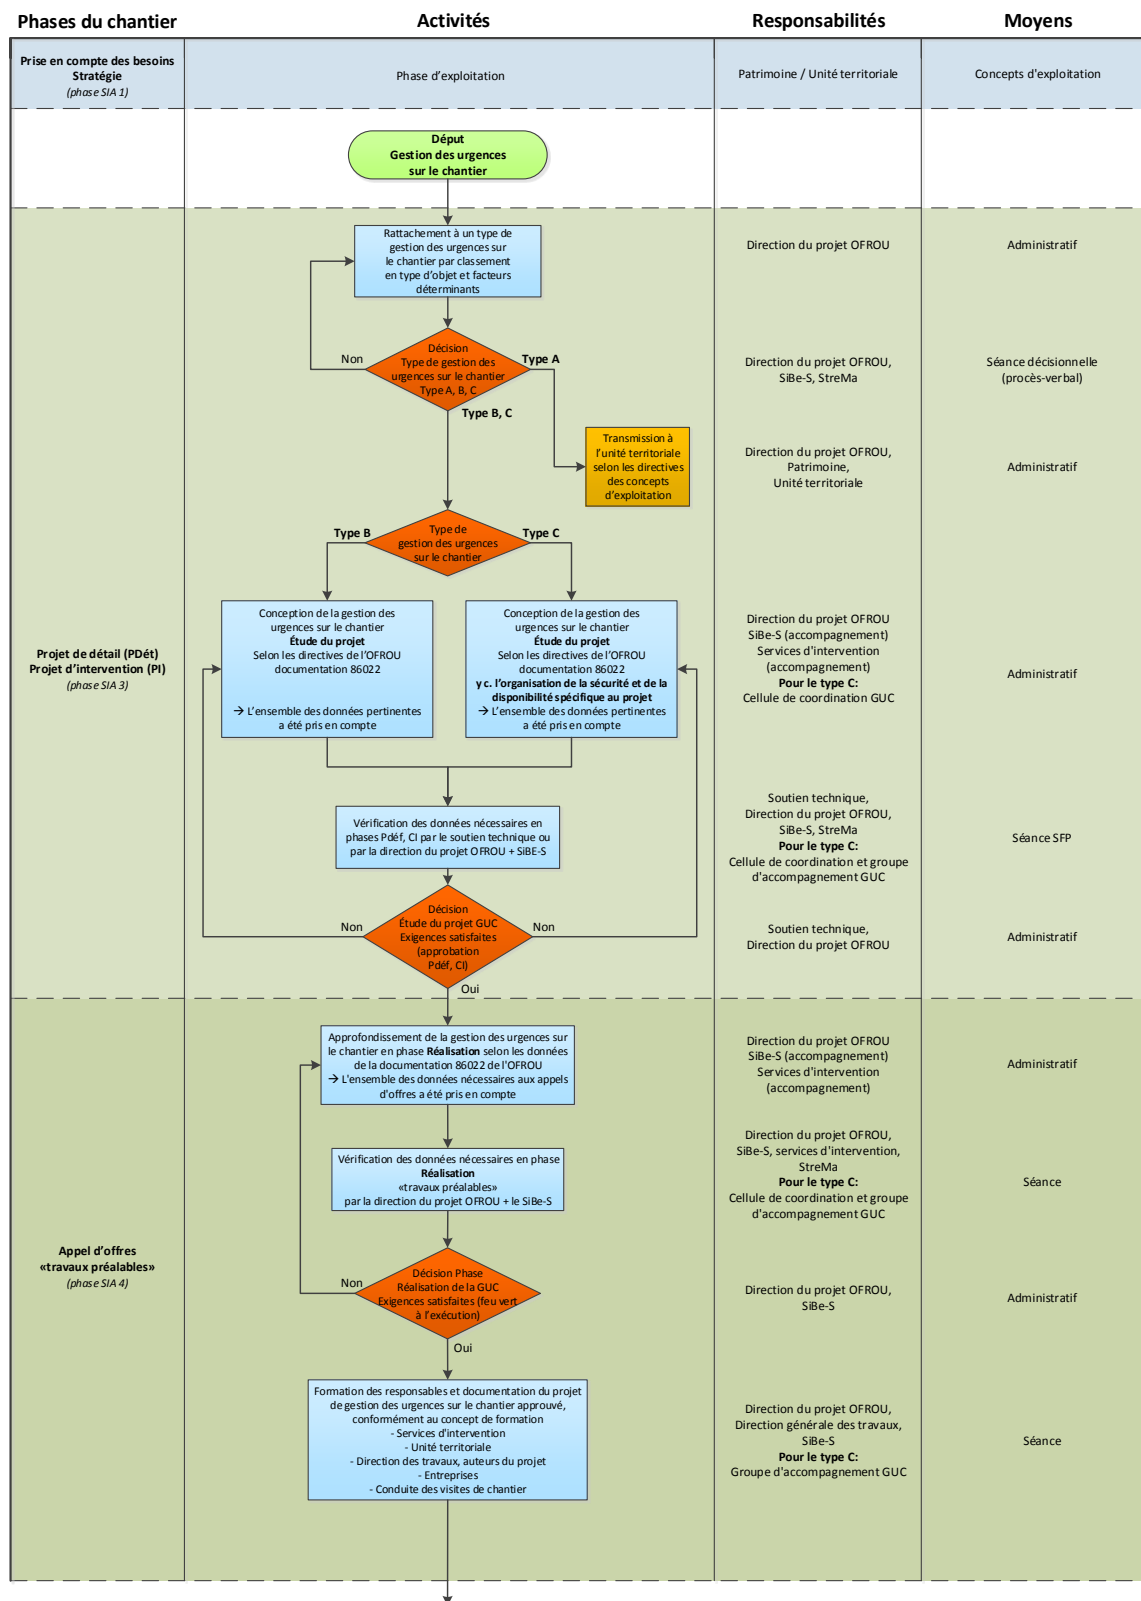 Phases du chantier
Activités
Responsabilités
Moyens
Prise en compte des besoins
Stratégie
(phase SIA 1)
Phase d'exploitation
Patrimoine / Unité territoriale
Concepts d'exploitation
Déput
Gestion des urgences
sur le chantier
Rattachement à un type de
gestion des urgences sur
le chantier par classement
en type d'objet et facteurs
déterminants
Direction du projet OFROU
Administratif
Décision
Type de gestion des
urgences sur le chantier
Type A, B, C
Non
Type A
Type B, C
Direction du projet OFROU,
SiBe-S, StreMa
Séance décisionnelle
(procès-verbal)
Transmission à
l'unité territoriale
selon les directives
des concepts
d'exploitation
Direction du projet OFROU,
Patrimoine,
Unité territoriale
Administratif
Type B
Type de
gestion des urgences
sur le chantier
Type C
Projet de détail (PDét)
Projet d'intervention (PI)
(phase SIA 3)
Conception de la gestion des
urgences sur le chantier
Étude du projet
Selon les directives de l'OFROU
documentation 86022
→ L'ensemble des données pertinentes
a été pris en compte
Conception de la gestion des
urgences sur le chantier
Étude du projet
Selon les directives de l'OFROU
documentation 86022
y c. l'organisation de la sécurité et de la
disponibilité spécifique au projet
→ L'ensemble des données pertinentes
a été pris en compte
Direction du projet OFROU
SiBe-S (accompagnement)
Services d'intervention
(accompagnement)
Pour le type C:
Cellule de coordination GUC
Administratif
Vérification des données nécessaires en
phases Pdéf, CI par le soutien technique ou
par la direction du projet OFROU + SiBE-S
Soutien technique,
Direction du projet OFROU,
SiBe-S, StreMa
Pour le type C:
Cellule de coordination et groupe
d'accompagnement GUC
Séance SFP
Non
Décision
Étude du projet GUC
Exigences satisfaites
(approbation
Pdéf, CI)
Non
Oui
Soutien technique,
Direction du projet OFROU
Administratif
Appel d'offres
«travaux préalables»
(phase SIA 4)
Approfondissement de la gestion des urgences sur
le chantier en phase Réalisation selon les données
de la documentation 86022 de l'OFROU
→ L'ensemble des données nécessaires aux appels
d'offres a été pris en compte
Direction du projet OFROU
SiBe-S (accompagnement)
Services d'intervention
(accompagnement)
Administratif
Vérification des données nécessaires en phase
Réalisation
«travaux préalables»
par la direction du projet OFROU + le SiBe-S
Direction du projet OFROU,
SiBe-S, services d'intervention,
StreMa
Pour le type C:
Cellule de coordination et groupe
d'accompagnement GUC
Séance
Non
Décision Phase
Réalisation de la GUC
Exigences satisfaites (feu vert
à l'exécution)
Oui
Direction du projet OFROU,
SiBe-S
Administratif
Formation des responsables et documentation du projet
de gestion des urgences sur le chantier approuvé,
conformément au concept de formation
- Services d'intervention
- Unité territoriale
- Direction des travaux, auteurs du projet
- Entreprises
- Conduite des visites de chantier
Direction du projet OFROU,
Direction générale des travaux,
SiBe-S
Pour le type C:
Groupe d'accompagnement GUC
Séance